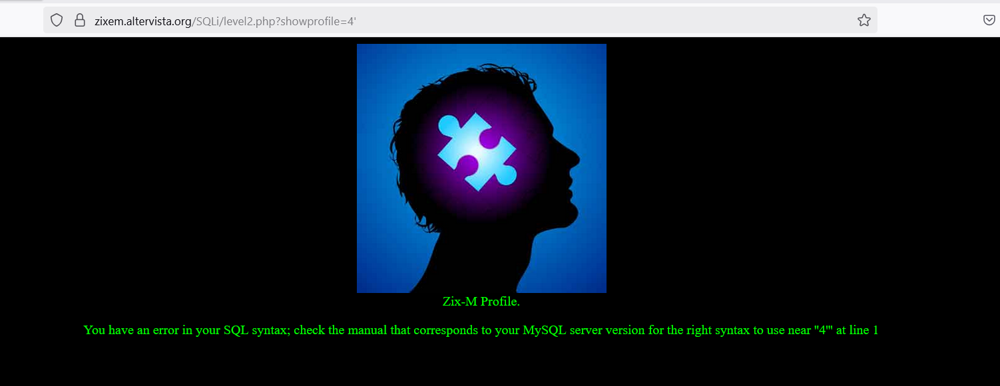 zixem.altervista.org/SQLi/level2.php?showprofile=4'
Zix-M Profile.
You have an error in your SQL syntax; check the manual that corresponds to your MySQL server version for the right syntax to use near ''4''' at line 1